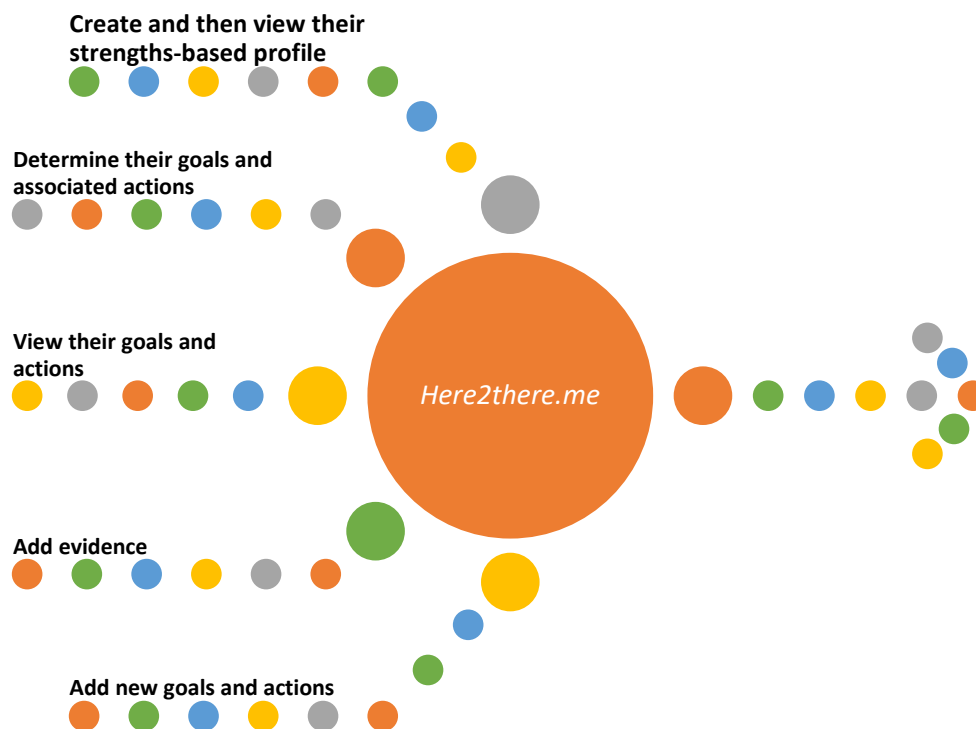 Create and then view their
strengths-based profile
Determine their goals and
associated actions
View their goals and
actions
Here2there.me
Add evidence
Add new goals and actions